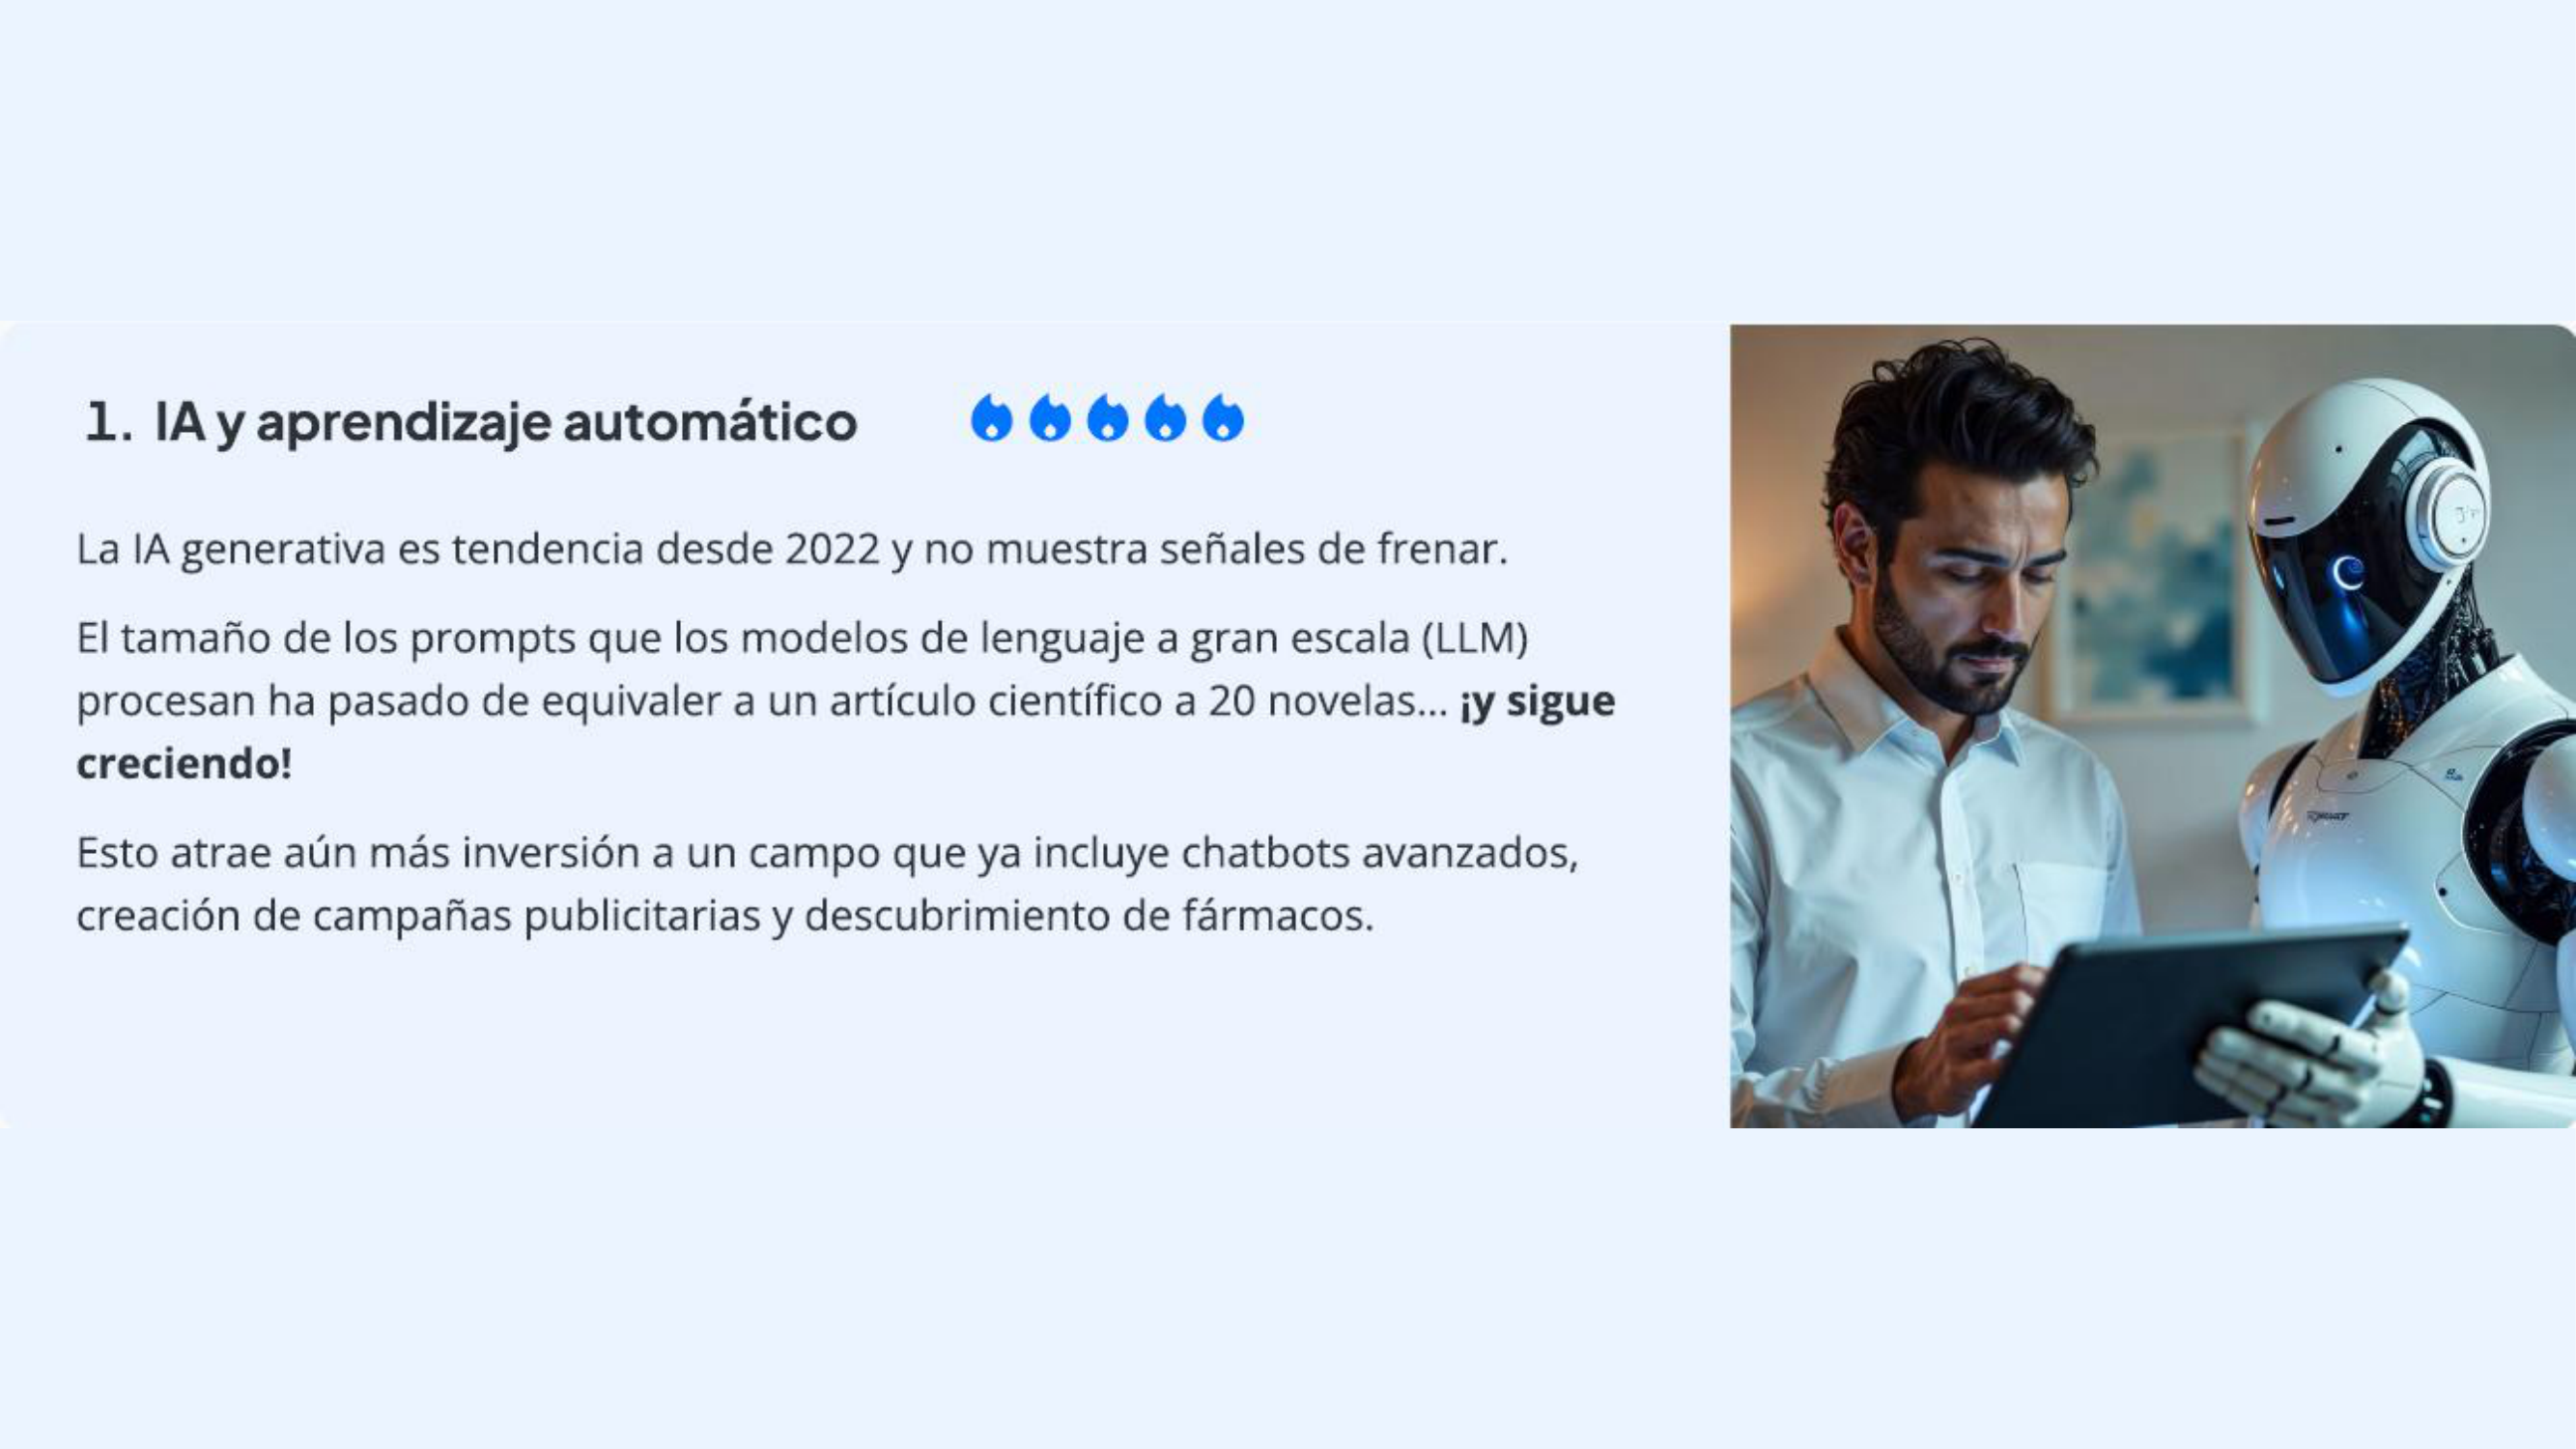 1. IA y aprendizaje automático
La IA generativa es tendencia desde 2022 y no muestra señales de frenar.
El tamaño de los prompts que los modelos de lenguaje a gran escala (LLM)
procesan ha pasado de equivaler a un artículo científico a 20 novelas... ¡y sigue
creciendo!
Esto atrae aún más inversión a un campo que ya incluye chatbots avanzados,
creación de campañas publicitarias y descubrimiento de fármacos.